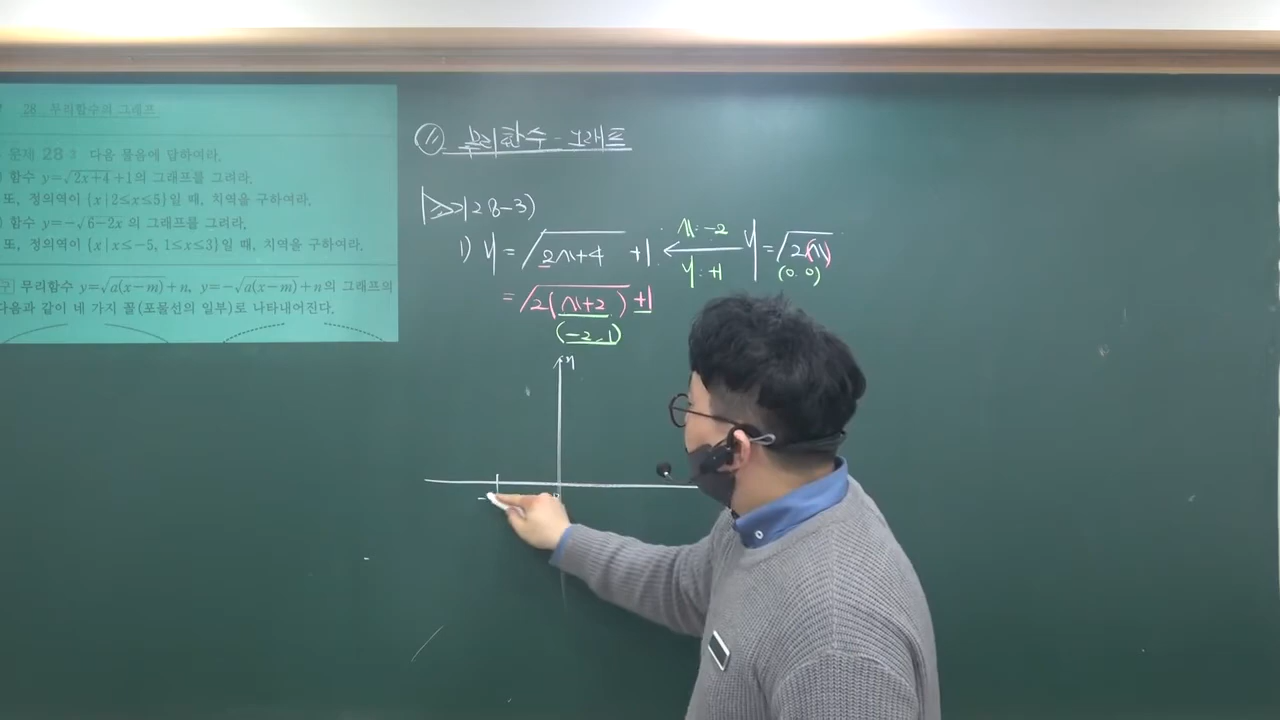 28 무리함수의 그래프
문제 28-3 다음 물음에 답하여라.
함수 y=√(2x+4)+1의 그래프를 그려라.
또, 정의역이 {x|2≤x≤5}일 때, 치역을 구하여라.
함수 y=-√(6-2x) 의 그래프를 그려라.
또, 정의역이 {x|x≤-5, 1≤x≤3}일 때, 치역을 구하여라.
구 무리함수 y=√(a(x-m))+n, y=-√(a(x-m))+n의 그래프의
다음과 같이 네 가지 꼴(포물선의 일부)로 나타내어진다.
무리함수-그래프
28-3)
1) y=√(2x+4) +1 x: -2 y: +1 y=√(2(x)) (0.0)
=√(2(x+2)) +1
(-2, 1)
y